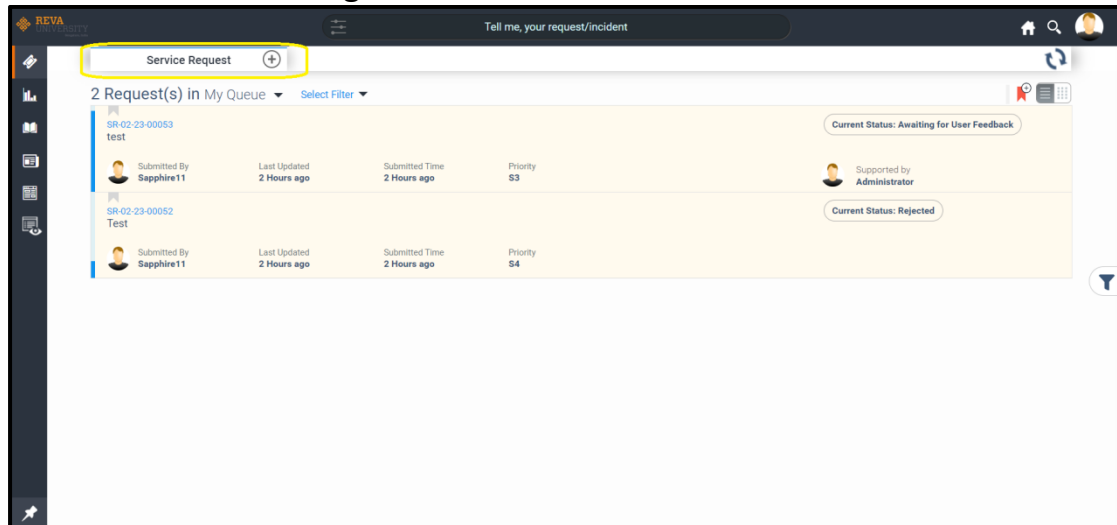 REVA
UNIVERSITY
Tell me, your request/incident
Service Request
2 Request(s) in My Queue Select Filter
SR-02-23-00053
test
Current Status: Awaiting for User Feedback
Submitted By Last Updated Submitted Time Priority Supported by
Sapphire11 2 Hours ago 2 Hours ago S3 Administrator
SR-02-23-00052
Test
Current Status: Rejected
Submitted By Last Updated Submitted Time Priority
Sapphire11 2 Hours ago 2 Hours ago S4